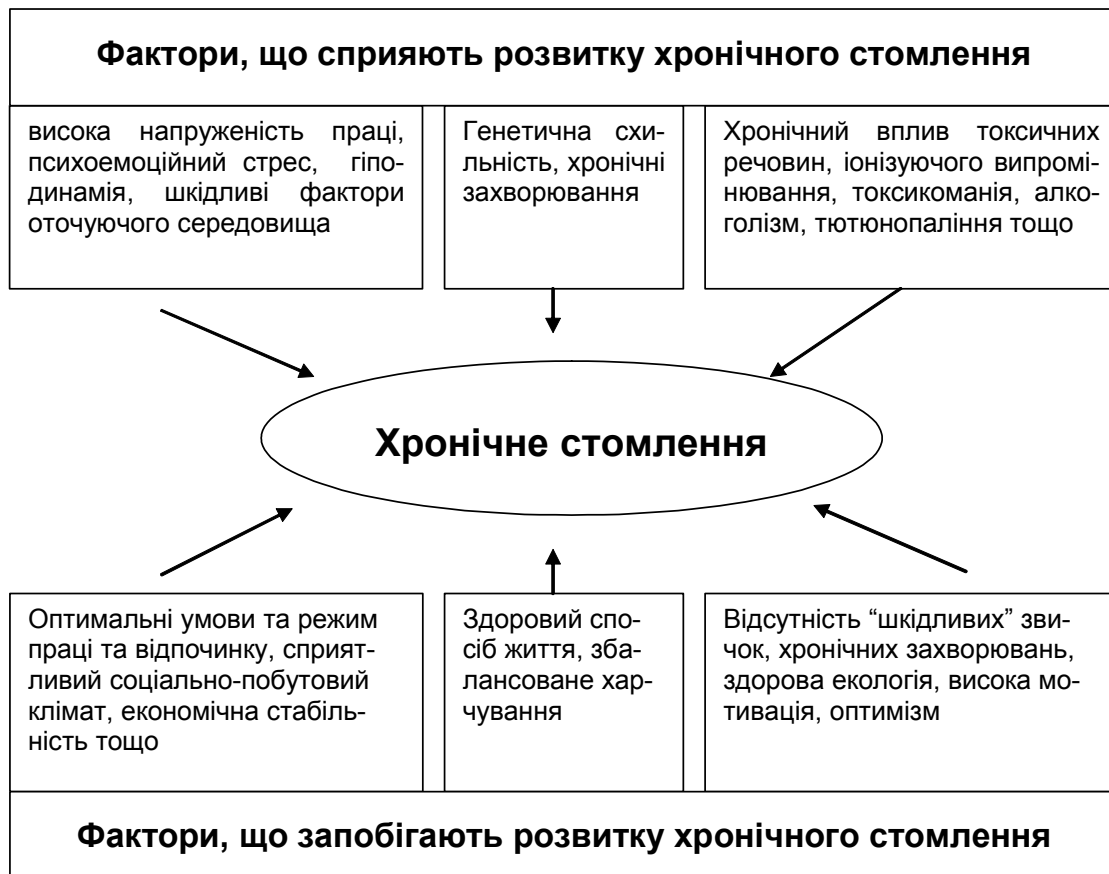 Фактори, що сприяють розвитку хронічного стомлення
висока напруженість праці,
психоемоційний стрес, гіпо-
динамія, шкідливі фактори
оточуючого середовища
Генетична схи-
льність, хронічні
захворювання
Хронічний вплив токсичних
речовин, іонізуючого випромі-
нювання, токсикоманія, алко-
голізм, тютюнопаління тощо
Хронічне стомлення
Оптимальні умови та режим
праці та відпочинку, сприят-
ливий соціально-побутовий
клімат, економічна стабіль-
ність тощо
Здоровий спо-
сіб життя, зба-
лансоване хар-
чування
Відсутність “шкідливих” зви-
чок, хронічних захворювань,
здорова екологія, висока мо-
тивація, оптимізм
Фактори, що запобігають розвитку хронічного стомлення